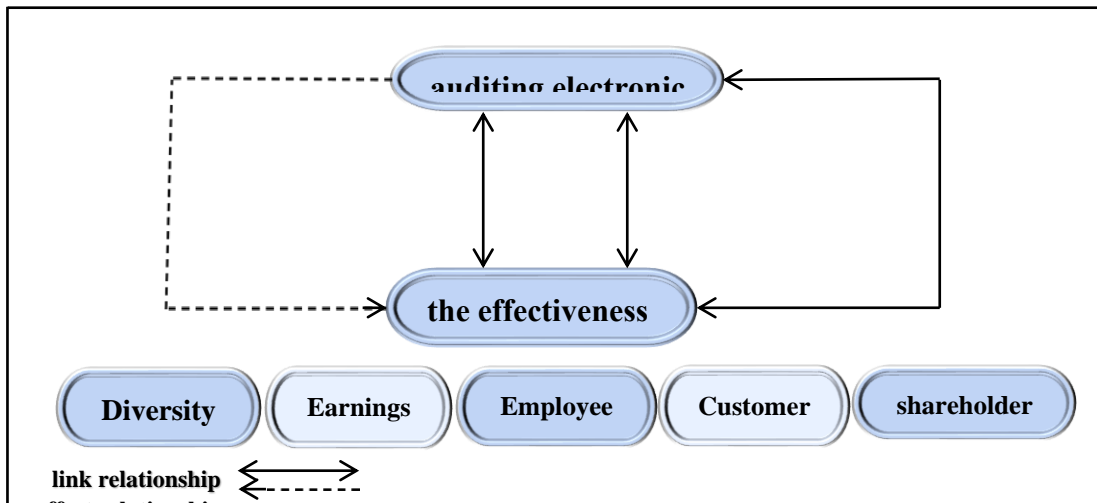 auditing electronic
the effectiveness
Diversity
Earnings
Employee
Customer
shareholder
link relationship